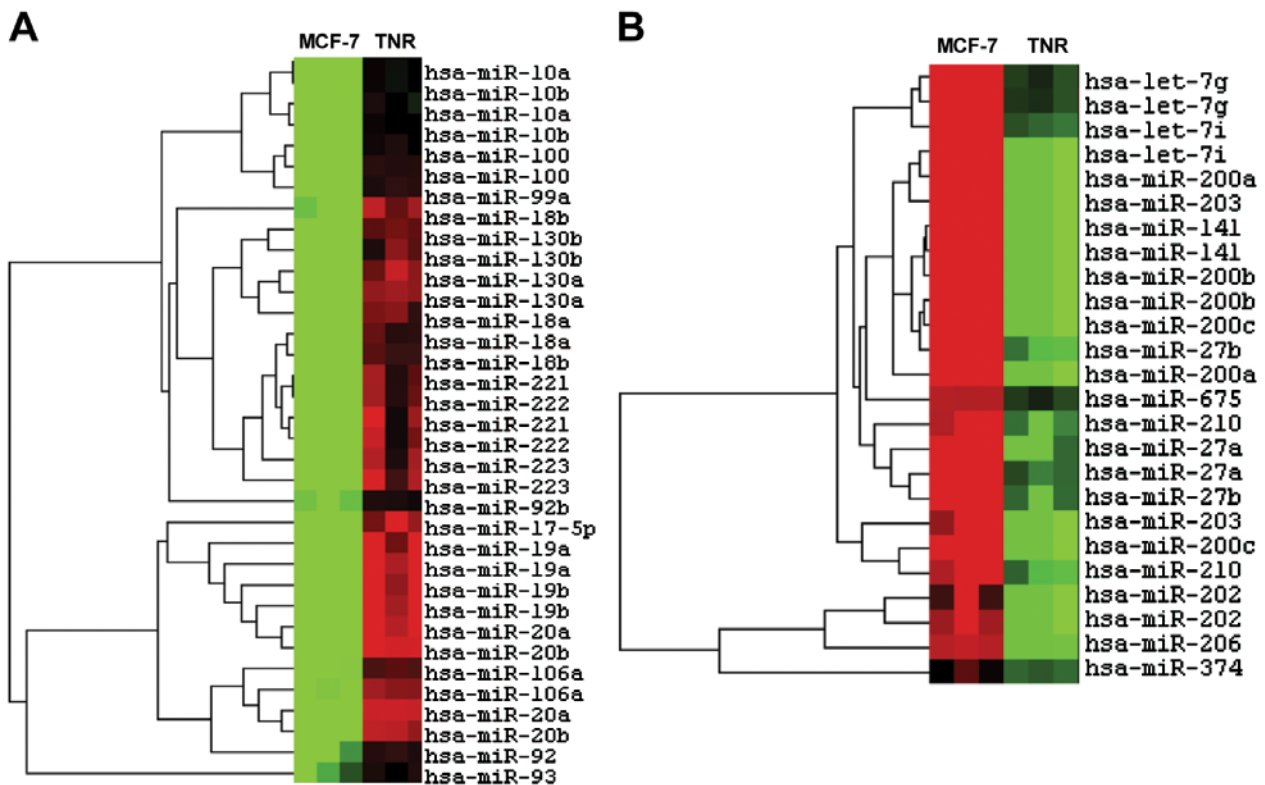 A
MCF-7 TNR
hsa-miR-10a
hsa-miR-10b
hsa-miR-10a
hsa-miR-10b
hsa-miR-100
hsa-miR-100
hsa-miR-99a
hsa-miR-18b
hsa-miR-130b
hsa-miR-130b
hsa-miR-130a
hsa-miR-130a
hsa-miR-18a
hsa-miR-18a
hsa-miR-18b
hsa-miR-221
hsa-miR-222
hsa-miR-221
hsa-miR-222
hsa-miR-223
hsa-miR-223
hsa-miR-92b
hsa-miR-17-5p
hsa-miR-19a
hsa-miR-19a
hsa-miR-19b
hsa-miR-19b
hsa-miR-20a
hsa-miR-20b
hsa-miR-106a
hsa-miR-106a
hsa-miR-20a
hsa-miR-20b
hsa-miR-92
hsa-miR-93
B
MCF-7 TNR
hsa-let-7g
hsa-let-7g
hsa-let-7i
hsa-let-7i
hsa-miR-200a
hsa-miR-203
hsa-miR-141
hsa-miR-141
hsa-miR-200b
hsa-miR-200b
hsa-miR-200c
hsa-miR-27b
hsa-miR-200a
hsa-miR-675
hsa-miR-210
hsa-miR-27a
hsa-miR-27a
hsa-miR-27b
hsa-miR-203
hsa-miR-200c
hsa-miR-210
hsa-miR-202
hsa-miR-202
hsa-miR-206
hsa-miR-374